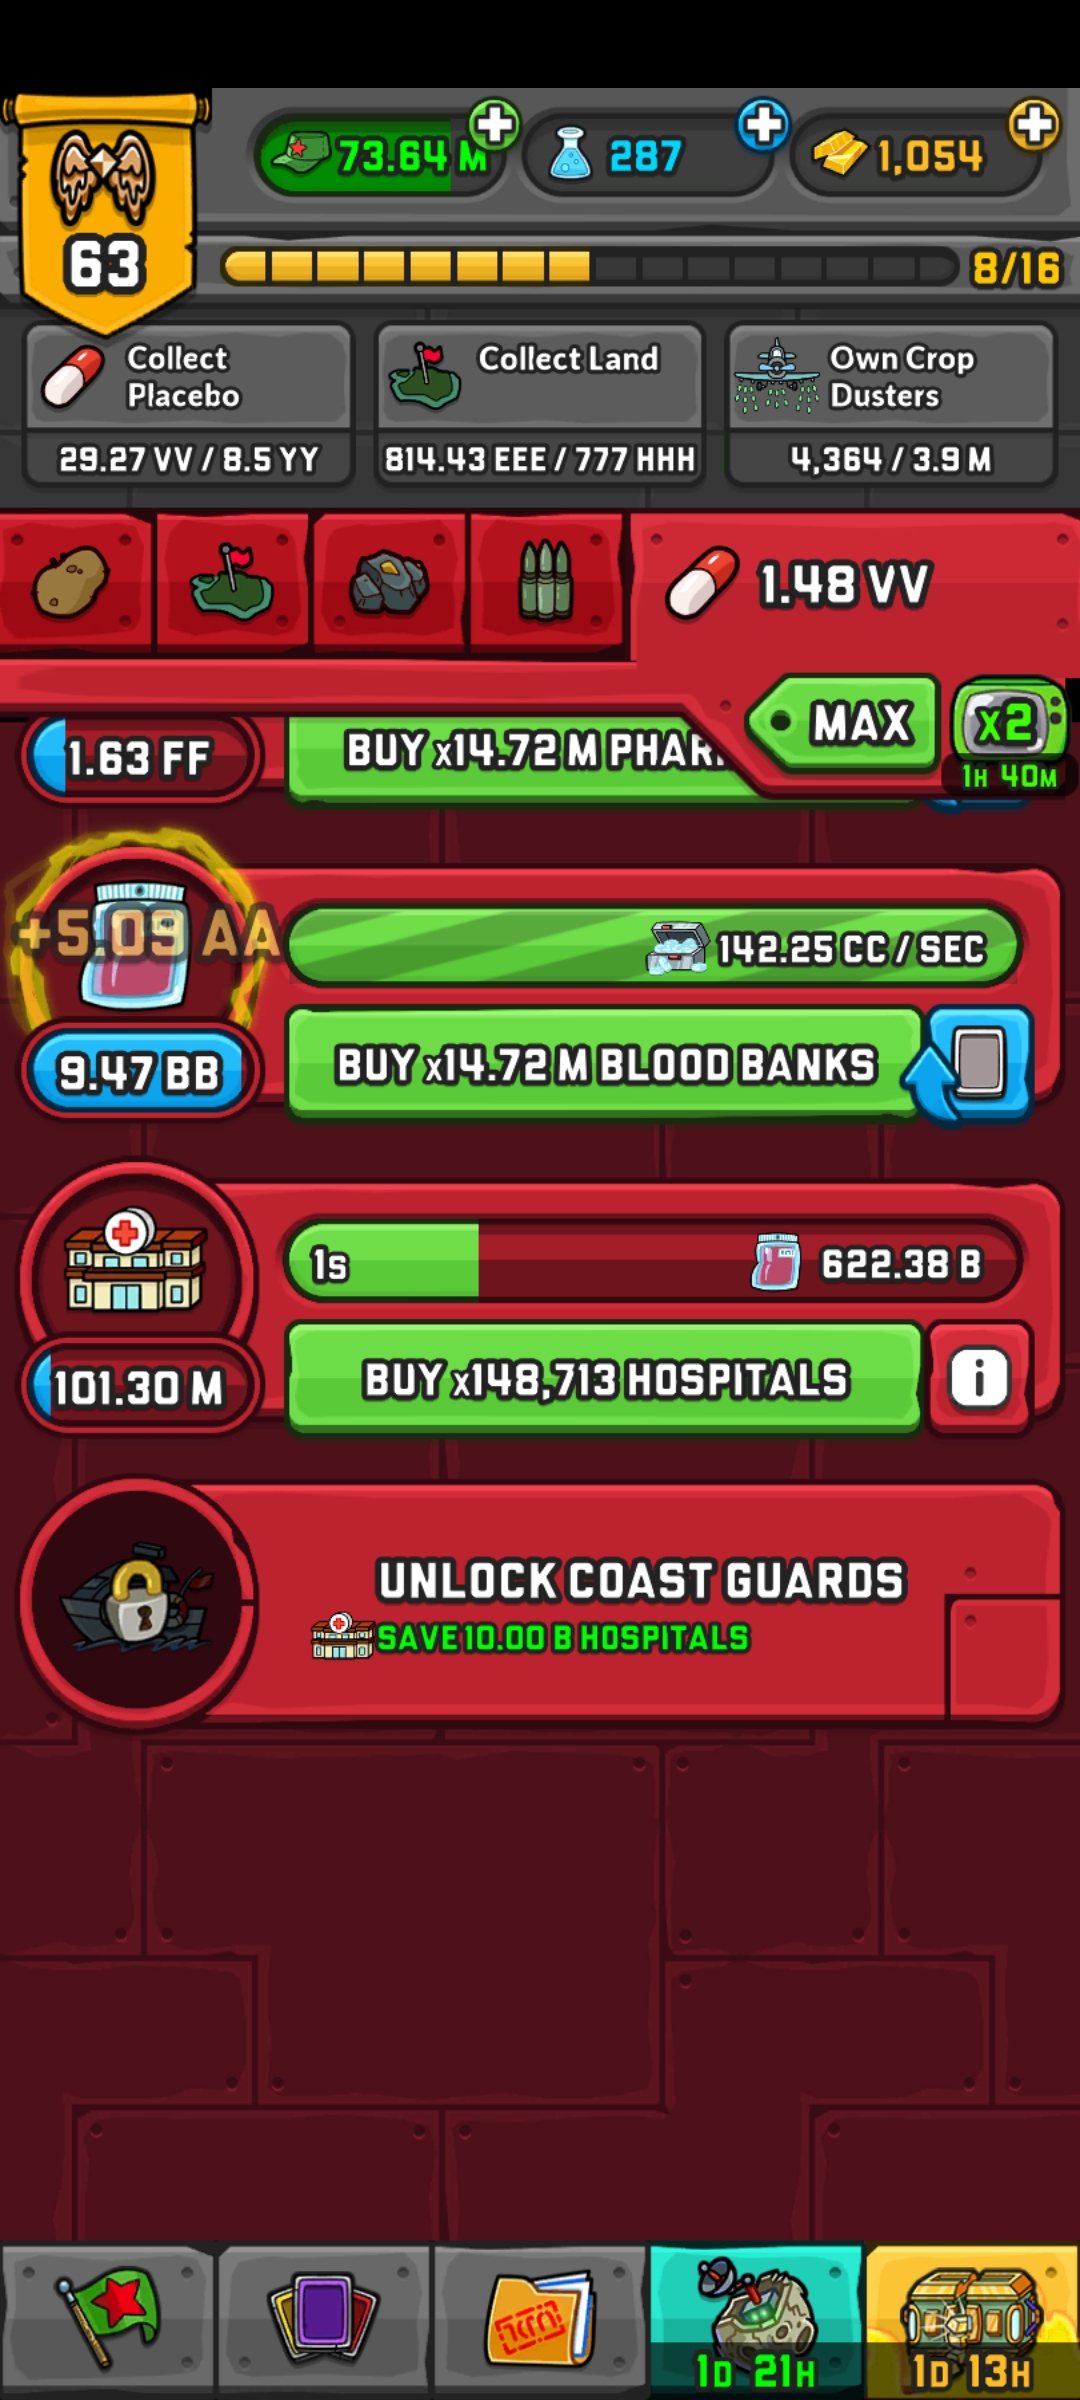 73.64 M
287
1,054
63
8/16
Collect
Placebo
29.27 VV / 8.5 YY
Collect Land
814.43 EEE / 777 HHH
Own Crop
Dusters
4,364 / 3.9 M
1.48 VV
MAX
x2
1H 40M
1.63 FF
BUY x14.72 M
+5.09 AA
142.25 CC / SEC
9.47 BB
BUY x14.72 M BLOOD BANKS
1s
622.38 B
101.30 M
BUY x148,713 HOSPITALS
i
UNLOCK COAST GUARDS
SAVE 10.00 B HOSPITALS
1D 21H
1D 13H